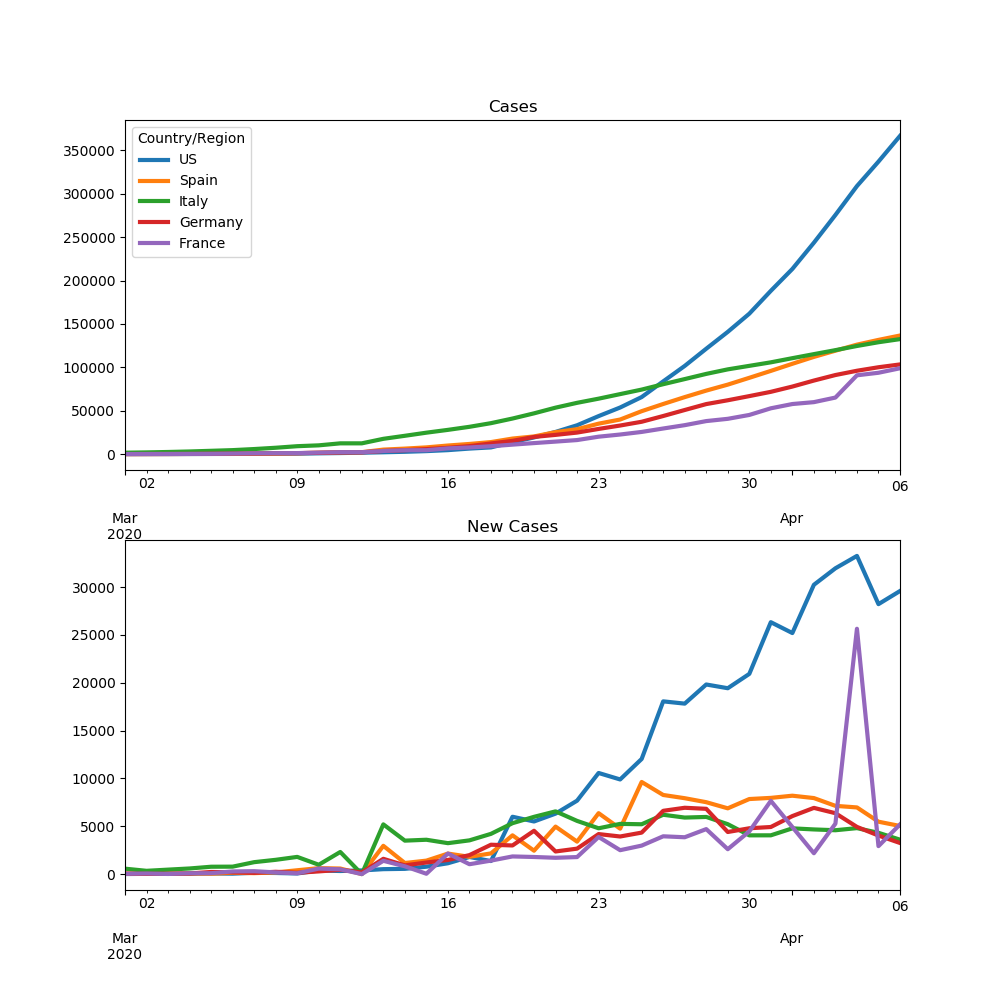 Cases
Country/Region
US
Spain
Italy
Germany
France
350000
300000
250000
200000
150000
100000
50000
0
02 09 16 23 30 06
Mar Apr
2020
New Cases
30000
25000
20000
15000
10000
5000
0
02 09 16 23 30 06
Mar Apr
2020